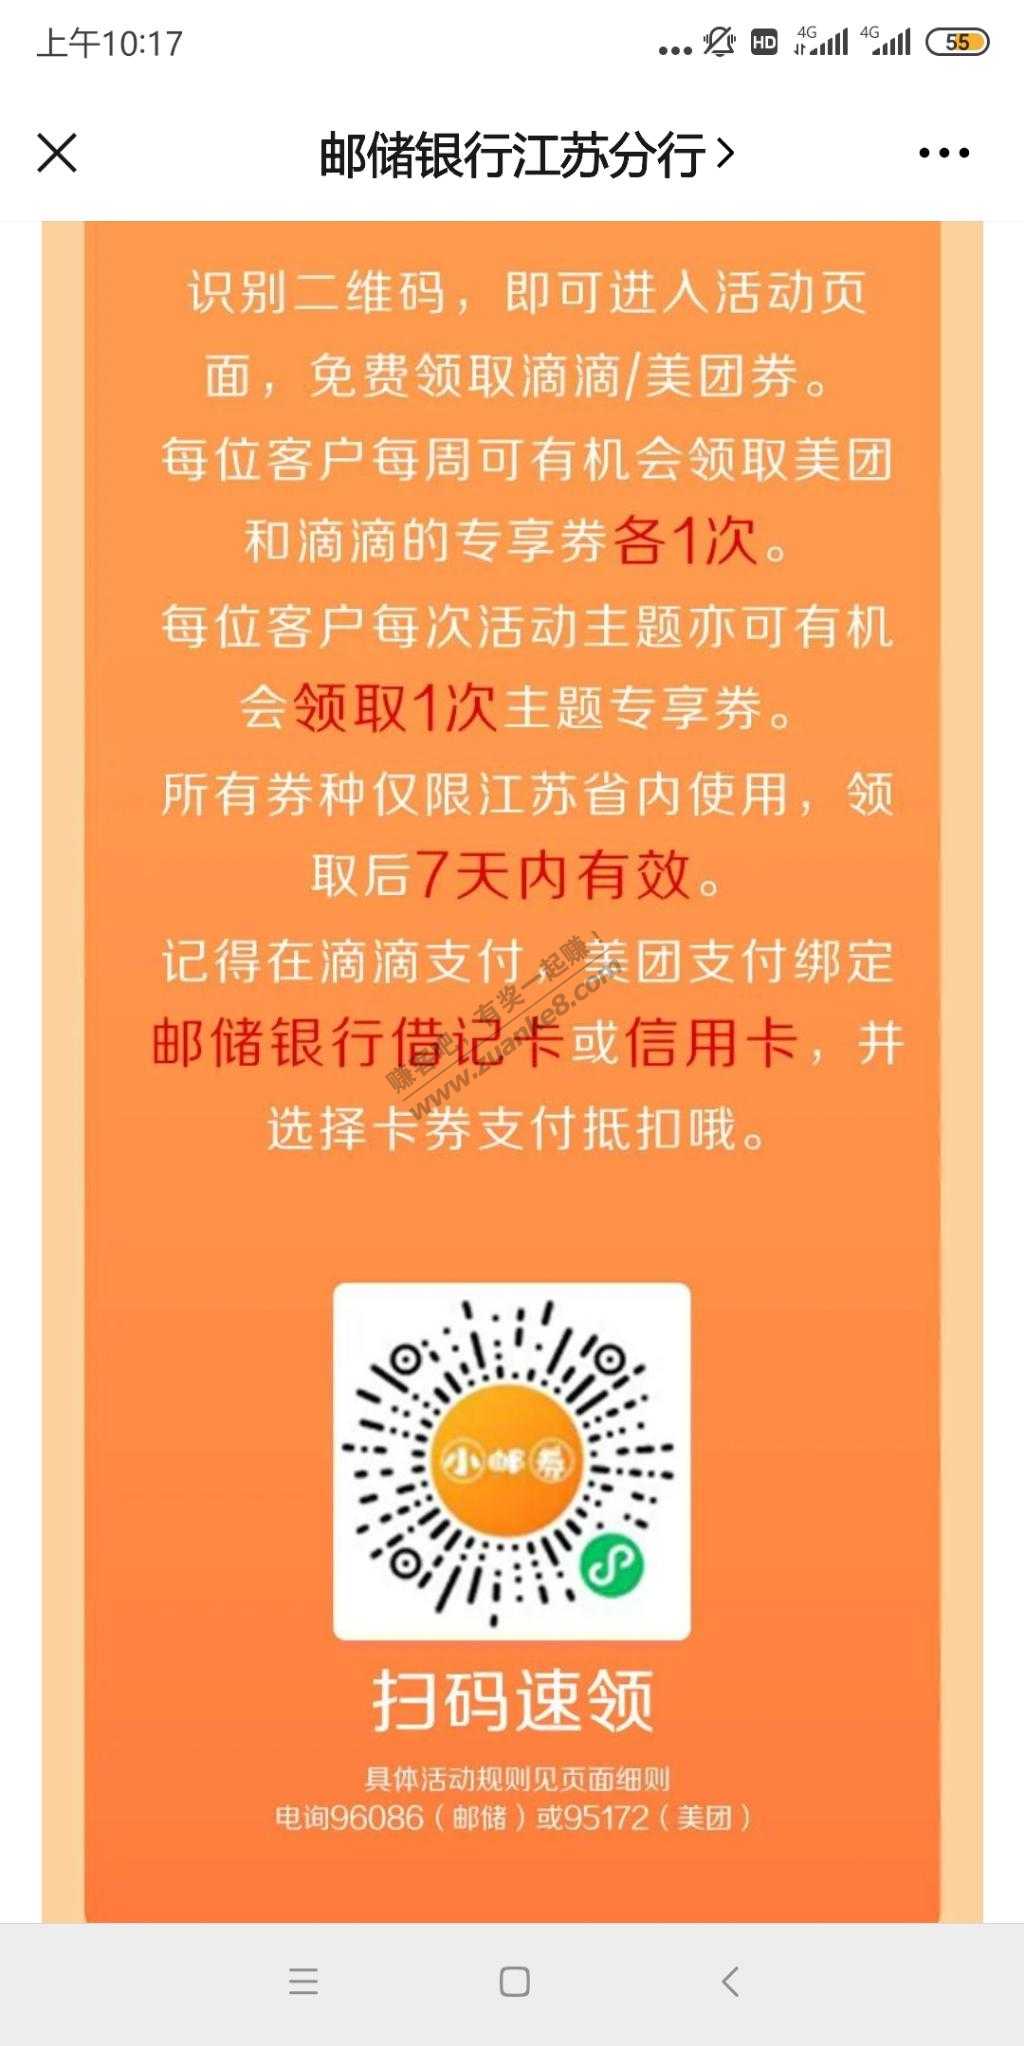 上午10:17
HD 4G 4G 55
邮储银行江苏分行
识别二维码，即可进入活动页
面，免费领取滴滴/美团券。
每位客户每周可有机会领取美团
和滴滴的专享券各1次。
每位客户每次活动主题亦可有机
会领取1次主题专享券。
所有券种仅限江苏省内使用，领
取后7天内有效。
记得在滴滴支付、美团支付绑定
邮储银行借记卡或信用卡，并
选择卡券支付抵扣哦。
赚客吧，有奖一起赚！
www.zuanke8.com
小邮券
扫码速领
具体活动规则见页面细则
电询96086（邮储）或95172（美团）